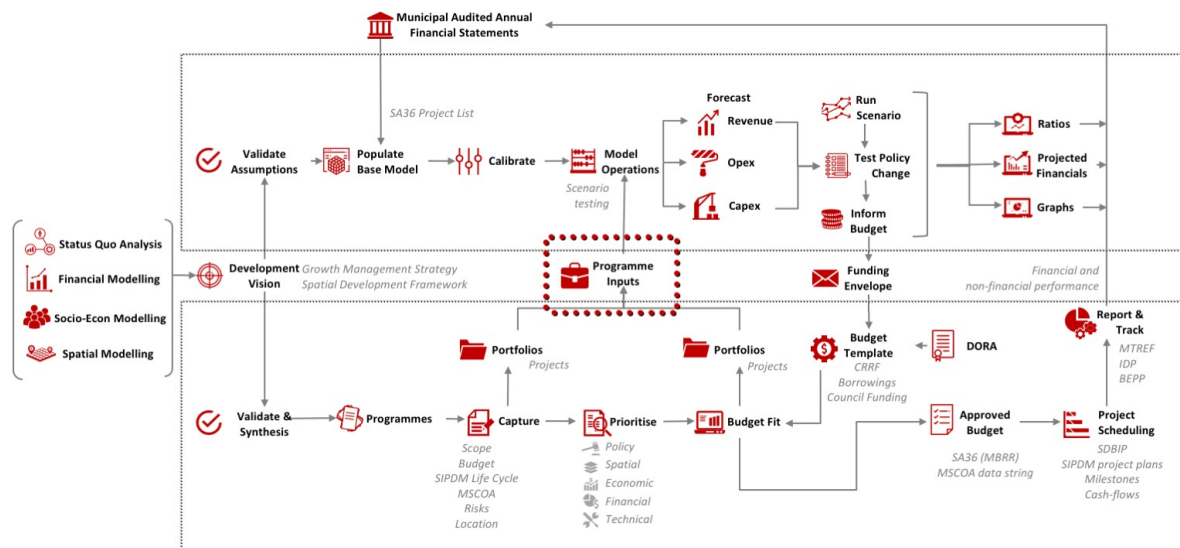 Municipal Audited Annual
Financial Statements
SA36 Project List
Validate
Assumptions
Populate
Base Model
Calibrate
Model
Operations
Scenario
testing
Forecast
Revenue
Opex
Capex
Run
Scenario
Test Policy
Change
Inform
Budget
Ratios
Projected
Financials
Graphs
Status Quo Analysis
Financial Modelling
Socio-Econ Modelling
Spatial Modelling
Development
Vision
Growth Management Strategy
Spatial Development Framework
Programme
Inputs
Funding
Envelope
Financial and
non-financial performance
Portfolios
Projects
Portfolios
Projects
Budget
Template
CRRF
Borrowings
Council Funding
DORA
Report &
Track
MTREF
IDP
BEPP
Validate &
Synthesis
Programmes
Capture
Scope
Budget
SIPDM Life Cycle
MSCOA
Risks
Location
Prioritise
Policy
Spatial
Economic
Financial
Technical
Budget Fit
Approved
Budget
SA36 (MBRR)
MSCOA data string
Project
Scheduling
SDBIP
SIPDM project plans
Milestones
Cash-flows